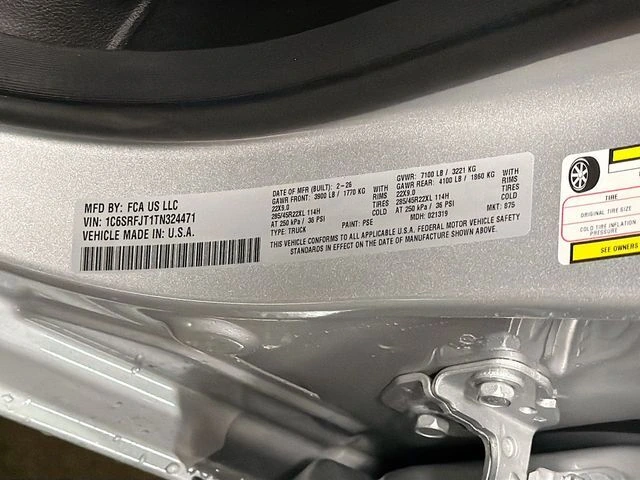 MFD BY: FCA US LLC
VIN: 1C6SRFJT1TN324471
VEHICLE MADE IN: U.S.A.
DATE OF MFR (BUILT): 2-26
GAWR FRONT: 3900 LB / 1770 KG WITH
22X9.0 RIMS
285/45R22XL 114H TIRES
AT 250 kPa / 36 PSI COLD
TYPE: TRUCK PAINT: PSE
GVWR: 7100 LB / 3221 KG
GAWR REAR: 4100 LB / 1860 KG WITH
22X9.0 RIMS
285/45R22XL 114H TIRES
AT 250 kPa / 36 PSI COLD
MDH: 021319 MKT: 875
THIS VEHICLE CONFORMS TO ALL APPLICABLE U.S.A. FEDERAL MOTOR VEHICLE SAFETY
STANDARDS IN EFFECT ON THE DATE OF MANUFACTURE SHOWN ABOVE.
TIRE
ORIGINAL TIRE SIZE
COLD TIRE INFLATION
PRESSURE
SEE OWNERS